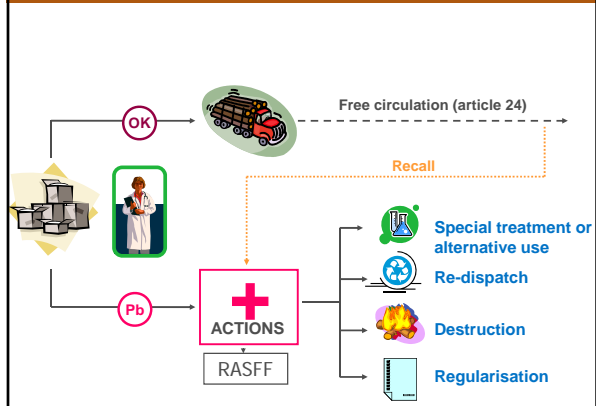 OK
Free circulation (article 24)
Recall
Special treatment or
alternative use
Re-dispatch
Pb
ACTIONS
Destruction
RASFF
Regularisation